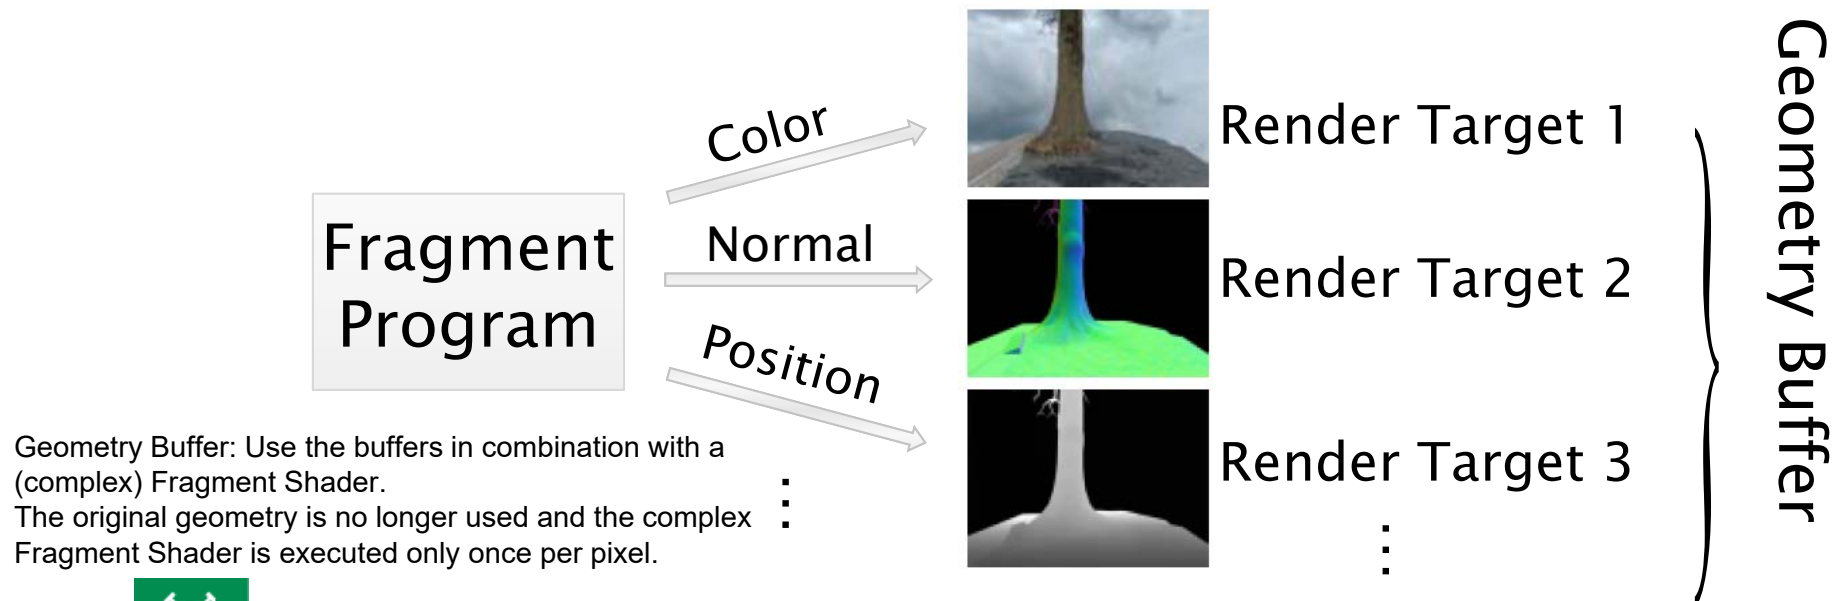 Color
Render Target 1
Fragment
Program
Normal
Render Target 2
Position
Render Target 3
Geometry Buffer
Geometry Buffer: Use the buffers in combination with a
(complex) Fragment Shader.
The original geometry is no longer used and the complex
Fragment Shader is executed only once per pixel.
⋮
⋮